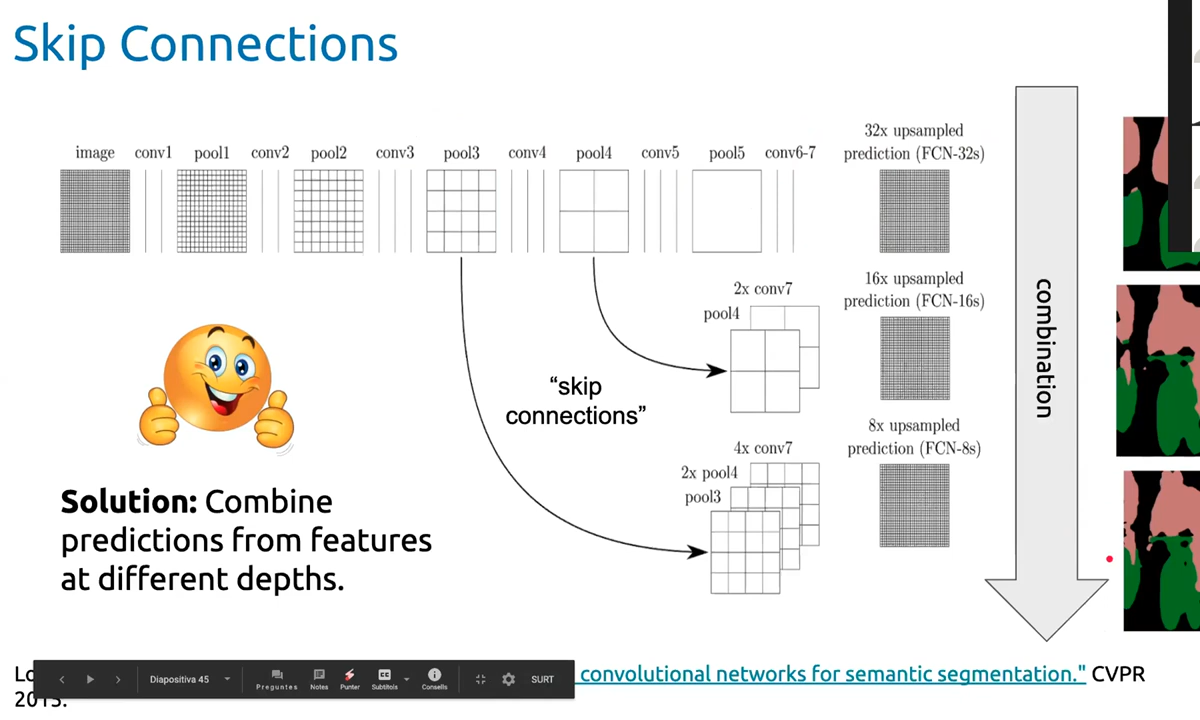 Skip Connections
image conv1 pool1 conv2 pool2 conv3 pool3 conv4 pool4 conv5 pool5 conv6-7
32x upsampled
prediction (FCN-32s)
16x upsampled
prediction (FCN-16s)
2x conv7
pool4
combination
"skip
connections"
8x upsampled
prediction (FCN-8s)
4x conv7
2x pool4
pool3
Solution: Combine
predictions from features
at different depths.
convolutional networks for semantic segmentation." CVPR
Diapositiva 45
Preguntes Notes Punter Subtítols Consells
SURT